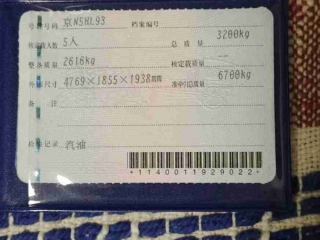 号牌号码 京N5HL93 档案编号
核定载人数 5人 总质量 3200kg
整备质量 2616kg 核定载质量 --
外廓尺寸 4769×1855×1938mm 准牵引总质量 6700kg
备注
检验记录 汽油
*1140011929022*